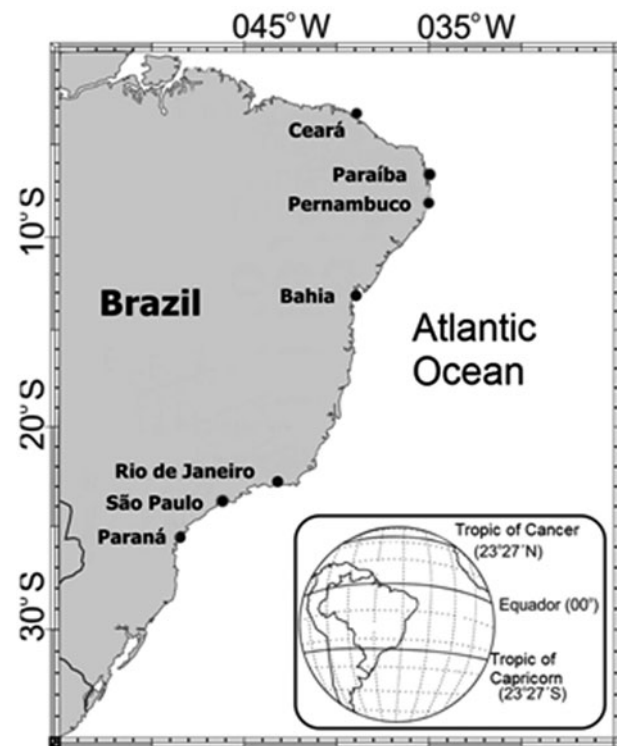 045°W 035°W
Ceará
Paraíba
Pernambuco
10°S
Bahia
Brazil
Atlantic
Ocean
20°S
Rio de Janeiro
São Paulo
Paraná
30°S
Tropic of Cancer
(23°27´N)
Equador (00°)
Tropic of
Capricorn
(23°27´S)